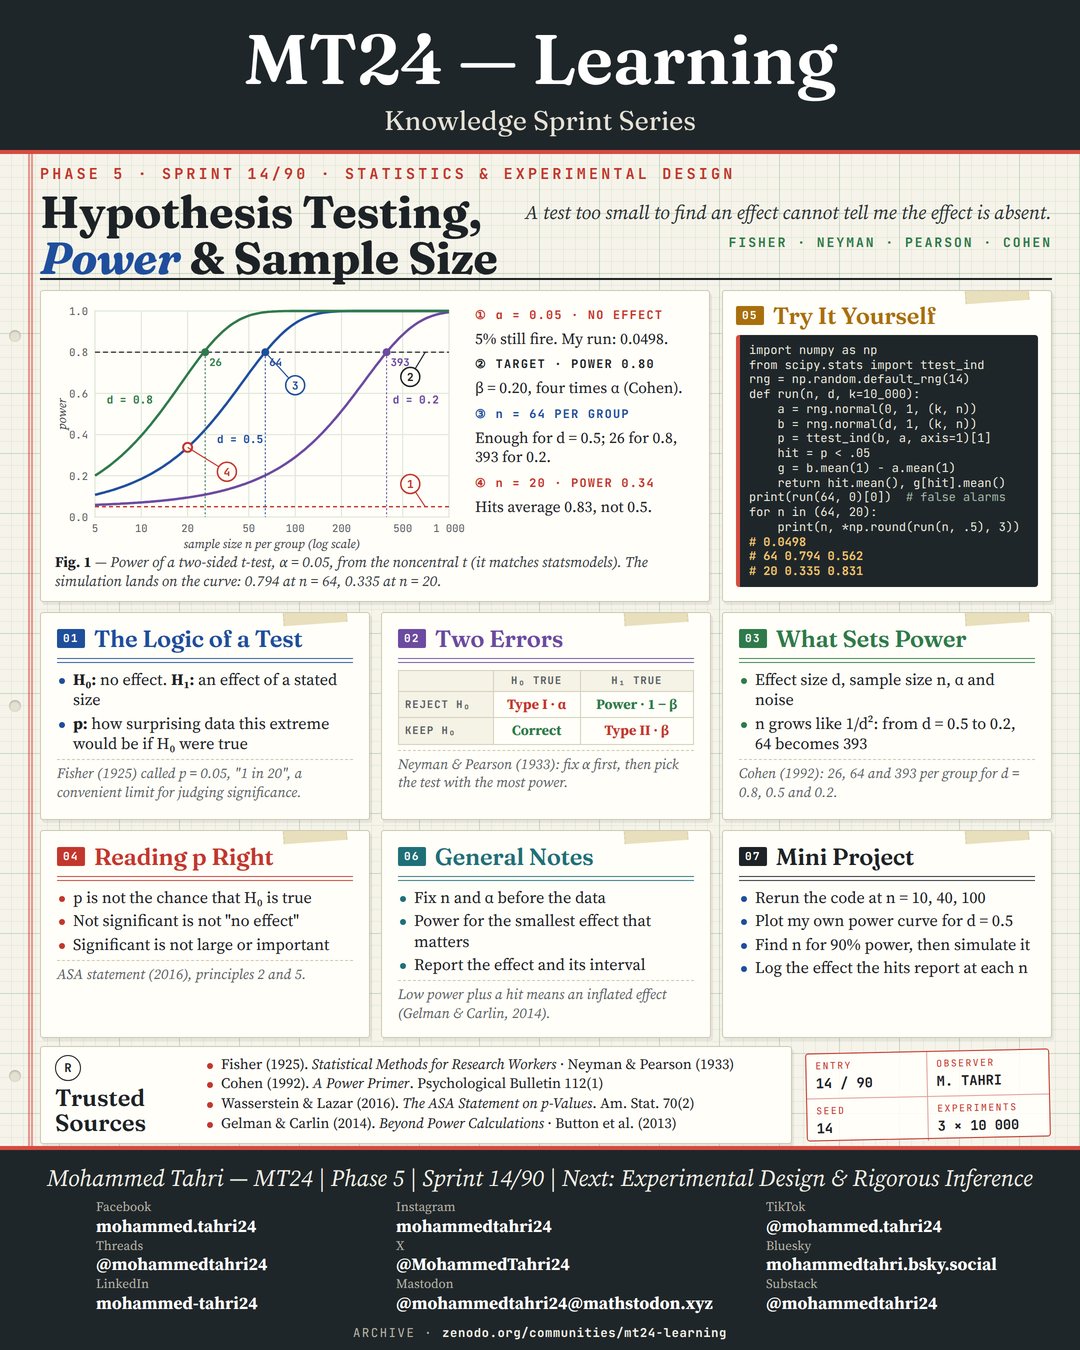 MT24 — Learning
Knowledge Sprint Series
PHASE 5 · SPRINT 14/90 · STATISTICS & EXPERIMENTAL DESIGN
Hypothesis Testing,
Power & Sample Size
A test too small to find an effect cannot tell me the effect is absent.
FISHER · NEYMAN · PEARSON · COHEN
1.0
0.8
0.6
0.4
0.2
0.0
power
26
64
393
d = 0.8
d = 0.5
d = 0.2
1
2
3
4
5
10
20
50
100
200
500
1 000
sample size n per group (log scale)
① α = 0.05 · NO EFFECT
5% still fire. My run: 0.0498.
② TARGET · POWER 0.80
β = 0.20, four times α (Cohen).
③ n = 64 PER GROUP
Enough for d = 0.5; 26 for 0.8,
393 for 0.2.
④ n = 20 · POWER 0.34
Hits average 0.83, not 0.5.
Fig. 1 — Power of a two-sided t-test, α = 0.05, from the noncentral t (it matches statsmodels). The
simulation lands on the curve: 0.794 at n = 64, 0.335 at n = 20.
05 Try It Yourself
import numpy as np
from scipy.stats import ttest_ind
rng = np.random.default_rng(14)
def run(n, d, k=10_000):
    a = rng.normal(0, 1, (k, n))
    b = rng.normal(d, 1, (k, n))
    p = ttest_ind(b, a, axis=1)[1]
    hit = p < .05
    g = b.mean(1) - a.mean(1)
    return hit.mean(), g[hit].mean()
print(run(64, 0)[0])  # false alarms
for n in (64, 20):
    print(n, *np.round(run(n, .5), 3))
# 0.0498
# 64 0.794 0.562
# 20 0.335 0.831
01 The Logic of a Test
• H₀: no effect. H₁: an effect of a stated
size
• p: how surprising data this extreme
would be if H₀ were true
Fisher (1925) called p = 0.05, "1 in 20", a
convenient limit for judging significance.
02 Two Errors
H₀ TRUE H₁ TRUE
REJECT H₀ Type I · α Power · 1 − β
KEEP H₀ Correct Type II · β
Neyman & Pearson (1933): fix α first, then pick
the test with the most power.
03 What Sets Power
• Effect size d, sample size n, α and
noise
• n grows like 1/d²: from d = 0.5 to 0.2,
64 becomes 393
Cohen (1992): 26, 64 and 393 per group for d =
0.8, 0.5 and 0.2.
04 Reading p Right
• p is not the chance that H₀ is true
• Not significant is not "no effect"
• Significant is not large or important
ASA statement (2016), principles 2 and 5.
06 General Notes
• Fix n and α before the data
• Power for the smallest effect that
matters
• Report the effect and its interval
Low power plus a hit means an inflated effect
(Gelman & Carlin, 2014).
07 Mini Project
• Rerun the code at n = 10, 40, 100
• Plot my own power curve for d = 0.5
• Find n for 90% power, then simulate it
• Log the effect the hits report at each n
R
Trusted
Sources
• Fisher (1925). Statistical Methods for Research Workers · Neyman & Pearson (1933)
• Cohen (1992). A Power Primer. Psychological Bulletin 112(1)
• Wasserstein & Lazar (2016). The ASA Statement on p-Values. Am. Stat. 70(2)
• Gelman & Carlin (2014). Beyond Power Calculations · Button et al. (2013)
ENTRY
14 / 90
OBSERVER
M. TAHRI
SEED
14
EXPERIMENTS
3 × 10 000
Mohammed Tahri — MT24 | Phase 5 | Sprint 14/90 | Next: Experimental Design & Rigorous Inference
Facebook
mohammed.tahri24
Instagram
mohammedtahri24
TikTok
@mohammed.tahri24
Threads
@mohammedtahri24
X
@MohammedTahri24
Bluesky
mohammedtahri.bsky.social
LinkedIn
mohammed-tahri24
Mastodon
@mohammedtahri24@mathstodon.xyz
Substack
@mohammedtahri24
ARCHIVE · zenodo.org/communities/mt24-learning